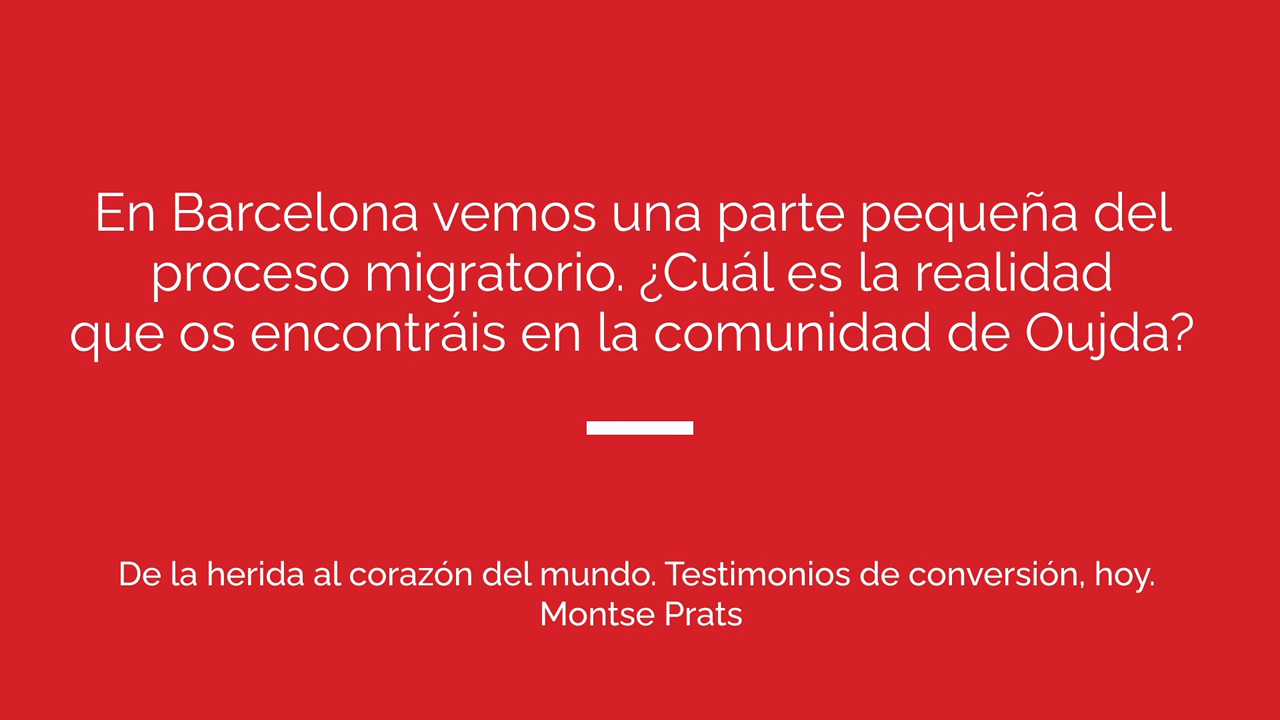 En Barcelona vemos una parte pequeña del
proceso migratorio. ¿Cuál es la realidad
que os encontráis en la comunidad de Oujda?
De la herida al corazón del mundo. Testimonios de conversión, hoy.
Montse Prats